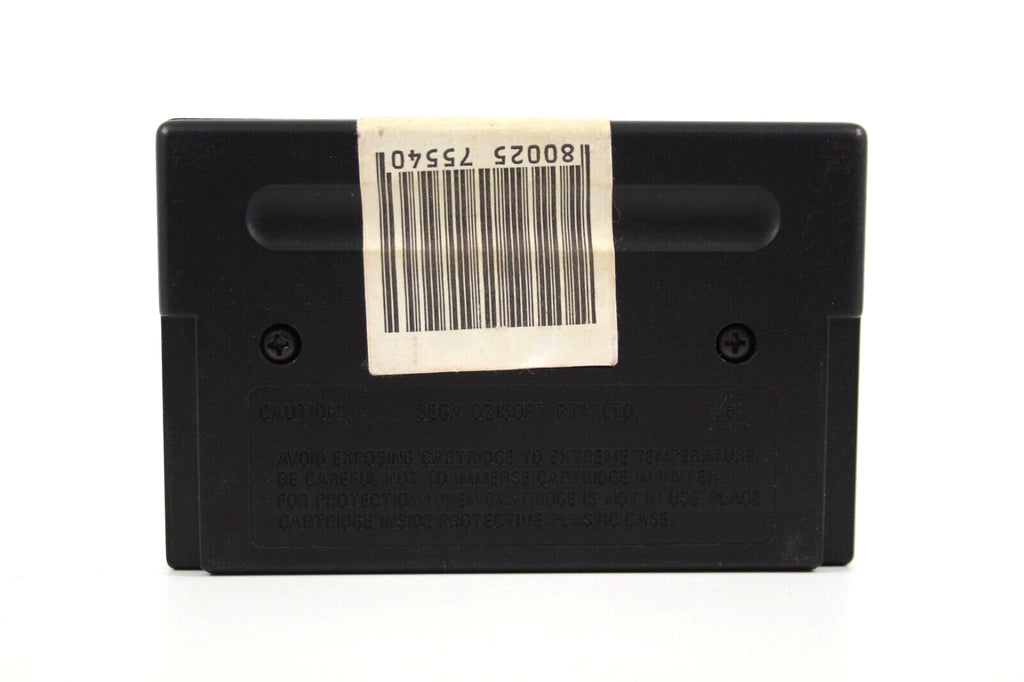 80025 75540
CAUTION SEGA OZISOFT PTY. LTD. 5
• AVOID EXPOSING CARTRIDGE TO EXTREME TEMPERATURE.
• BE CAREFUL NOT TO IMMERSE CARTRIDGE IN WATER.
• FOR PROTECTION WHEN CARTRIDGE IS NOT IN USE, PLACE
CARTRIDGE INSIDE PROTECTIVE PLASTIC CASE.